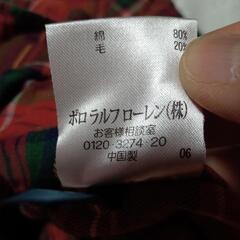 綿 80%
毛 20%
ポロ ラルフ ローレン(株)
お客様相談室
0120-3274-20
中国製 06